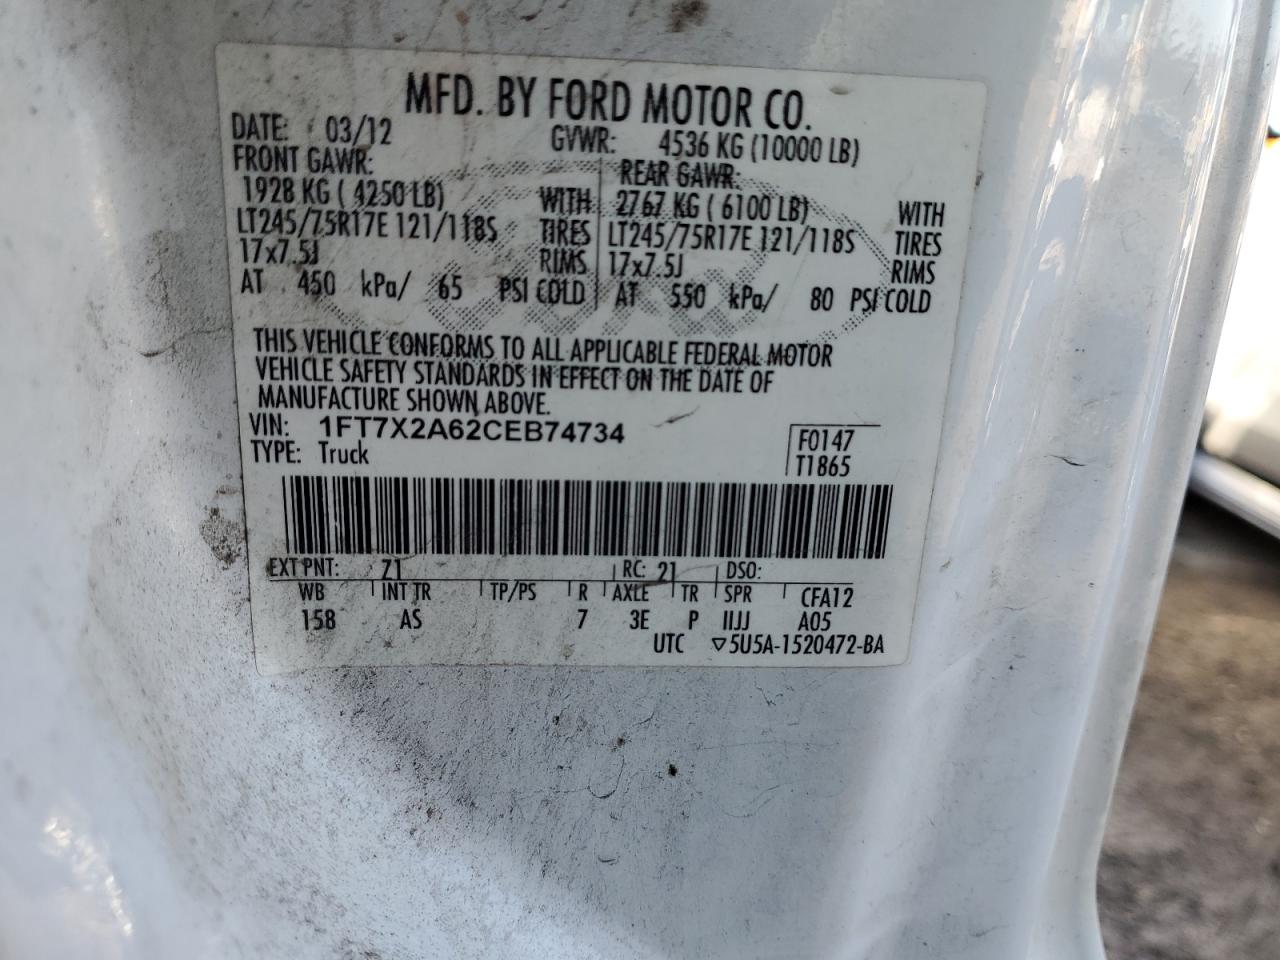 MFD. BY FORD MOTOR CO.
DATE: 03/12 GVWR: 4536 KG (10000 LB)
FRONT GAWR: REAR GAWR:
1928 KG ( 4250 LB) WITH 2767 KG ( 6100 LB) WITH
LT245/75R17E 121/118S TIRES LT245/75R17E 121/118S TIRES
17x7.5J RIMS 17x7.5J RIMS
AT 450 kPa/ 65 PSI COLD AT 550 kPa/ 80 PSI COLD
THIS VEHICLE CONFORMS TO ALL APPLICABLE FEDERAL MOTOR
VEHICLE SAFETY STANDARDS IN EFFECT ON THE DATE OF
MANUFACTURE SHOWN ABOVE.
VIN: 1FT7X2A62CEB74734 F0147
TYPE: Truck T1865
EXT PNT: Z1 RC: 21 DSO:
WB INT TR TP/PS R AXLE TR SPR CFA12
158 AS 7 3E P IIJJ A05
UTC ▽5U5A-1520472-BA